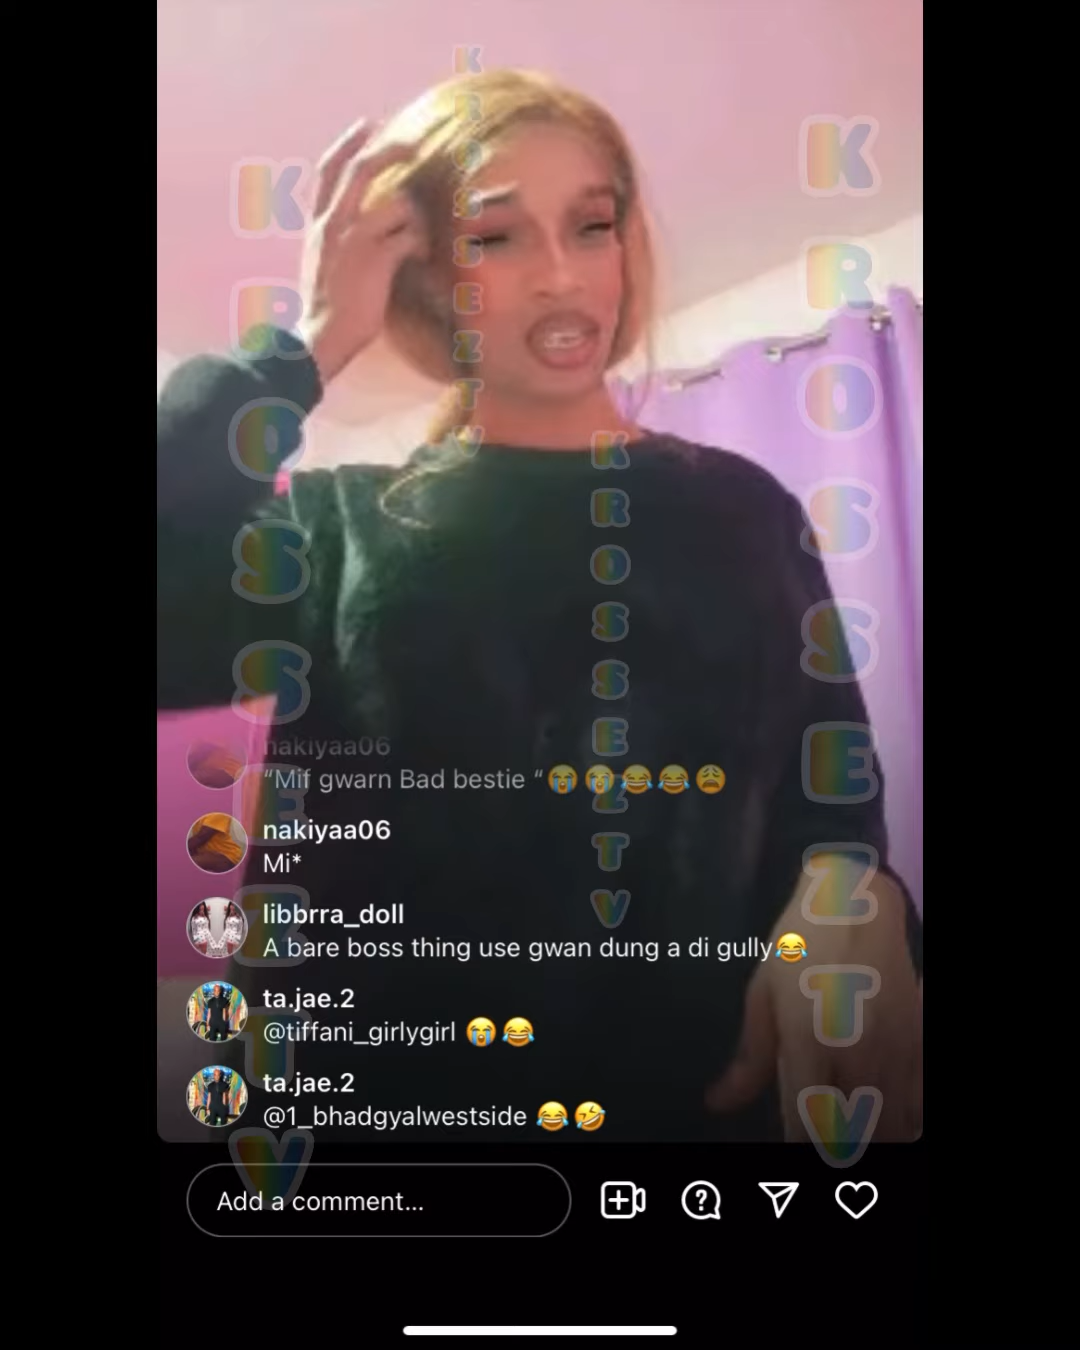 KROSSEZTV
KROSSEZTV
KROSSEZTV
KROSSEZTV
nakiyaa06
“Mif gwarn Bad bestie “😭😭😂😂😩
nakiyaa06
Mi*
libbrra_doll
A bare boss thing use gwan dung a di gully😂
ta.jae.2
@tiffani_girlygirl 😭😂
ta.jae.2
@1_bhadgyalwestside 😂🤣
Add a comment...